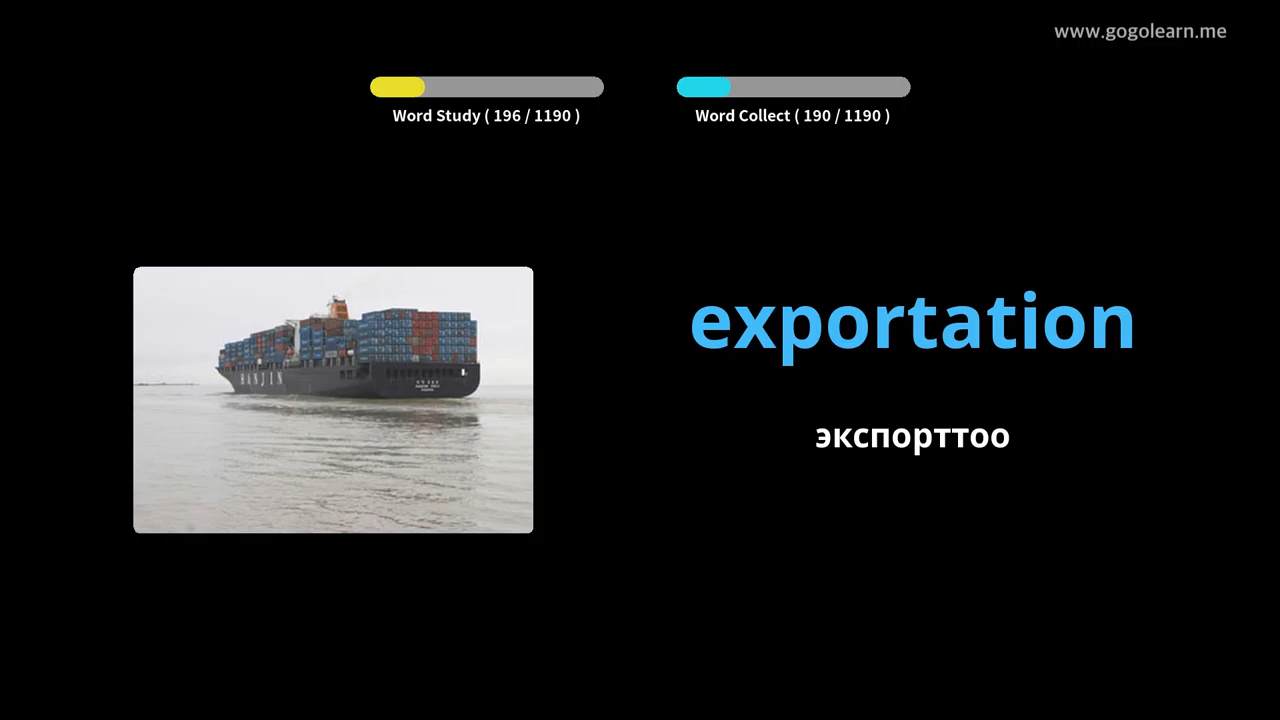 www.gogolearn.me
Word Study ( 196 / 1190 )
Word Collect ( 190 / 1190 )
exportation
экспорттоо
HANJIN